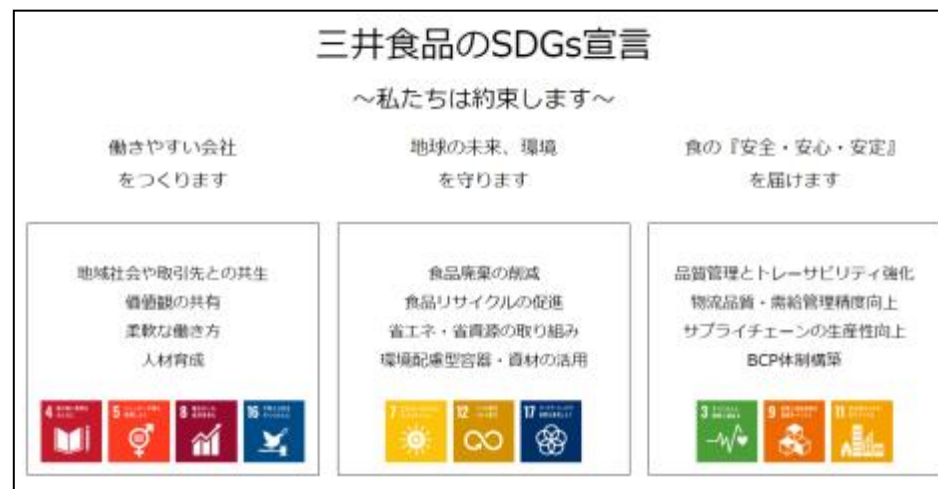 三井食品のSDGs宣言
～私たちは約束します～
働きやすい会社
をつくります
地域社会や取引先との共生
価値観の共有
柔軟な働き方
人材育成
4
5
8
16
地球の未来、環境
を守ります
食品廃棄の削減
食品リサイクルの促進
省エネ・省資源の取り組み
環境配慮型容器・資材の活用
7
12
17
食の『安全・安心・安定』
を届けます
品質管理とトレーサビリティ強化
物流品質・需給管理精度向上
サプライチェーンの生産性向上
BCP体制構築
3
9
11